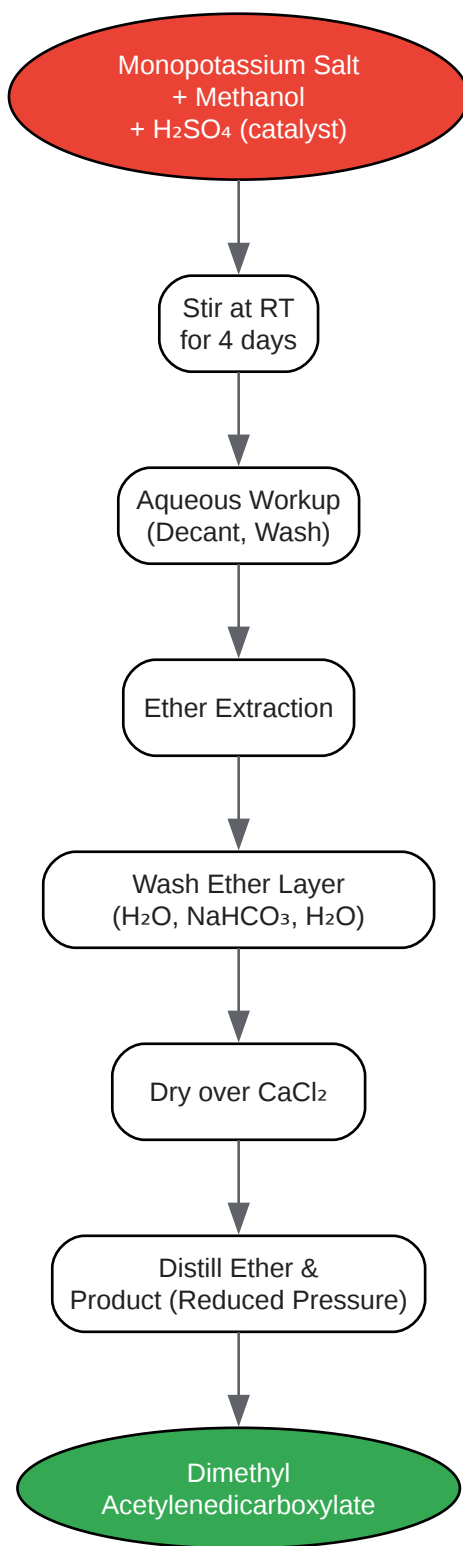 Monopotassium Salt
+ Methanol
+ H₂SO₄ (catalyst)
Stir at RT
for 4 days
Aqueous Workup
(Decant, Wash)
Ether Extraction
Wash Ether Layer
(H₂O, NaHCO₃, H₂O)
Dry over CaCl₂
Distill Ether &
Product (Reduced Pressure)
Dimethyl
Acetylenedicarboxylate